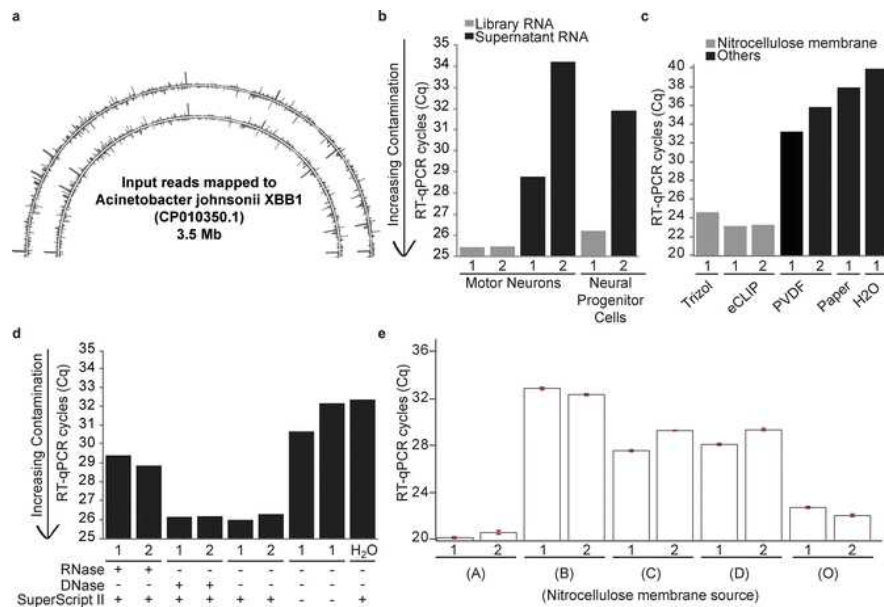 a
Input reads mapped to
Acinetobacter johnsonii XBB1
(CP010350.1)
3.5 Mb
b
Library RNA
Supernatant RNA
Increasing Contamination
RT-qPCR cycles (Cq)
35
34
33
32
31
30
29
28
27
26
25
1 2 1 2 1 2
Motor Neurons
Neural
Progenitor
Cells
c
Nitrocellulose membrane
Others
RT-qPCR cycles (Cq)
40
38
36
34
32
30
28
26
24
22
20
1 1 2 1 2 1 1
Trizol
eCLIP
PVDF
Paper
H2O
d
Increasing Contamination
RT-qPCR cycles (Cq)
35
34
33
32
31
30
29
28
27
26
25
1 2 1 2 1 2 1 1 H2O
RNase + + - - - - - - -
DNase - - + + - - - - -
SuperScript II + + + + + + - - +
e
RT-qPCR cycles (Cq)
36
32
28
24
20
1 2 1 2 1 2 1 2 1 2
(A) (B) (C) (D) (O)
(Nitrocellulose membrane source)